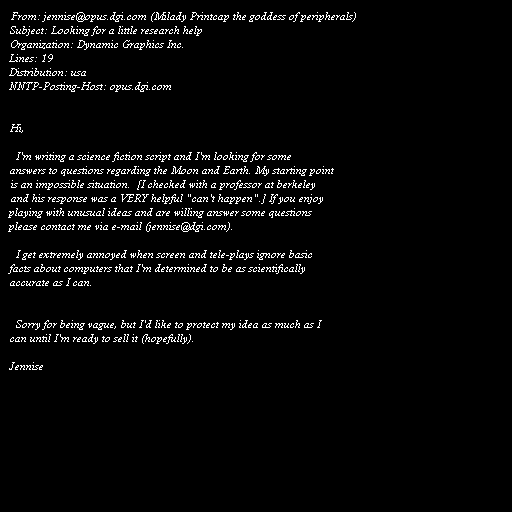 From: jennise@opus.dgi.com (Milady Printcap the goddess of peripherals)
Subject: Looking for a little research help
Organization: Dynamic Graphics Inc.
Lines: 19
Distribution: usa
NNTP-Posting-Host: opus.dgi.com
Hi,
I'm writing a science fiction script and I'm looking for some
answers to questions regarding the Moon and Earth. My starting point
is an impossible situation. [I checked with a professor at berkeley
and his response was a VERY helpful "can't happen".] If you enjoy
playing with unusual ideas and are willing answer some questions
please contact me via e-mail (jennise@dgi.com).
I get extremely annoyed when screen and tele-plays ignore basic
facts about computers that I'm determined to be as scientifically
accurate as I can.
Sorry for being vague, but I'd like to protect my idea as much as I
can until I'm ready to sell it (hopefully).
Jennise